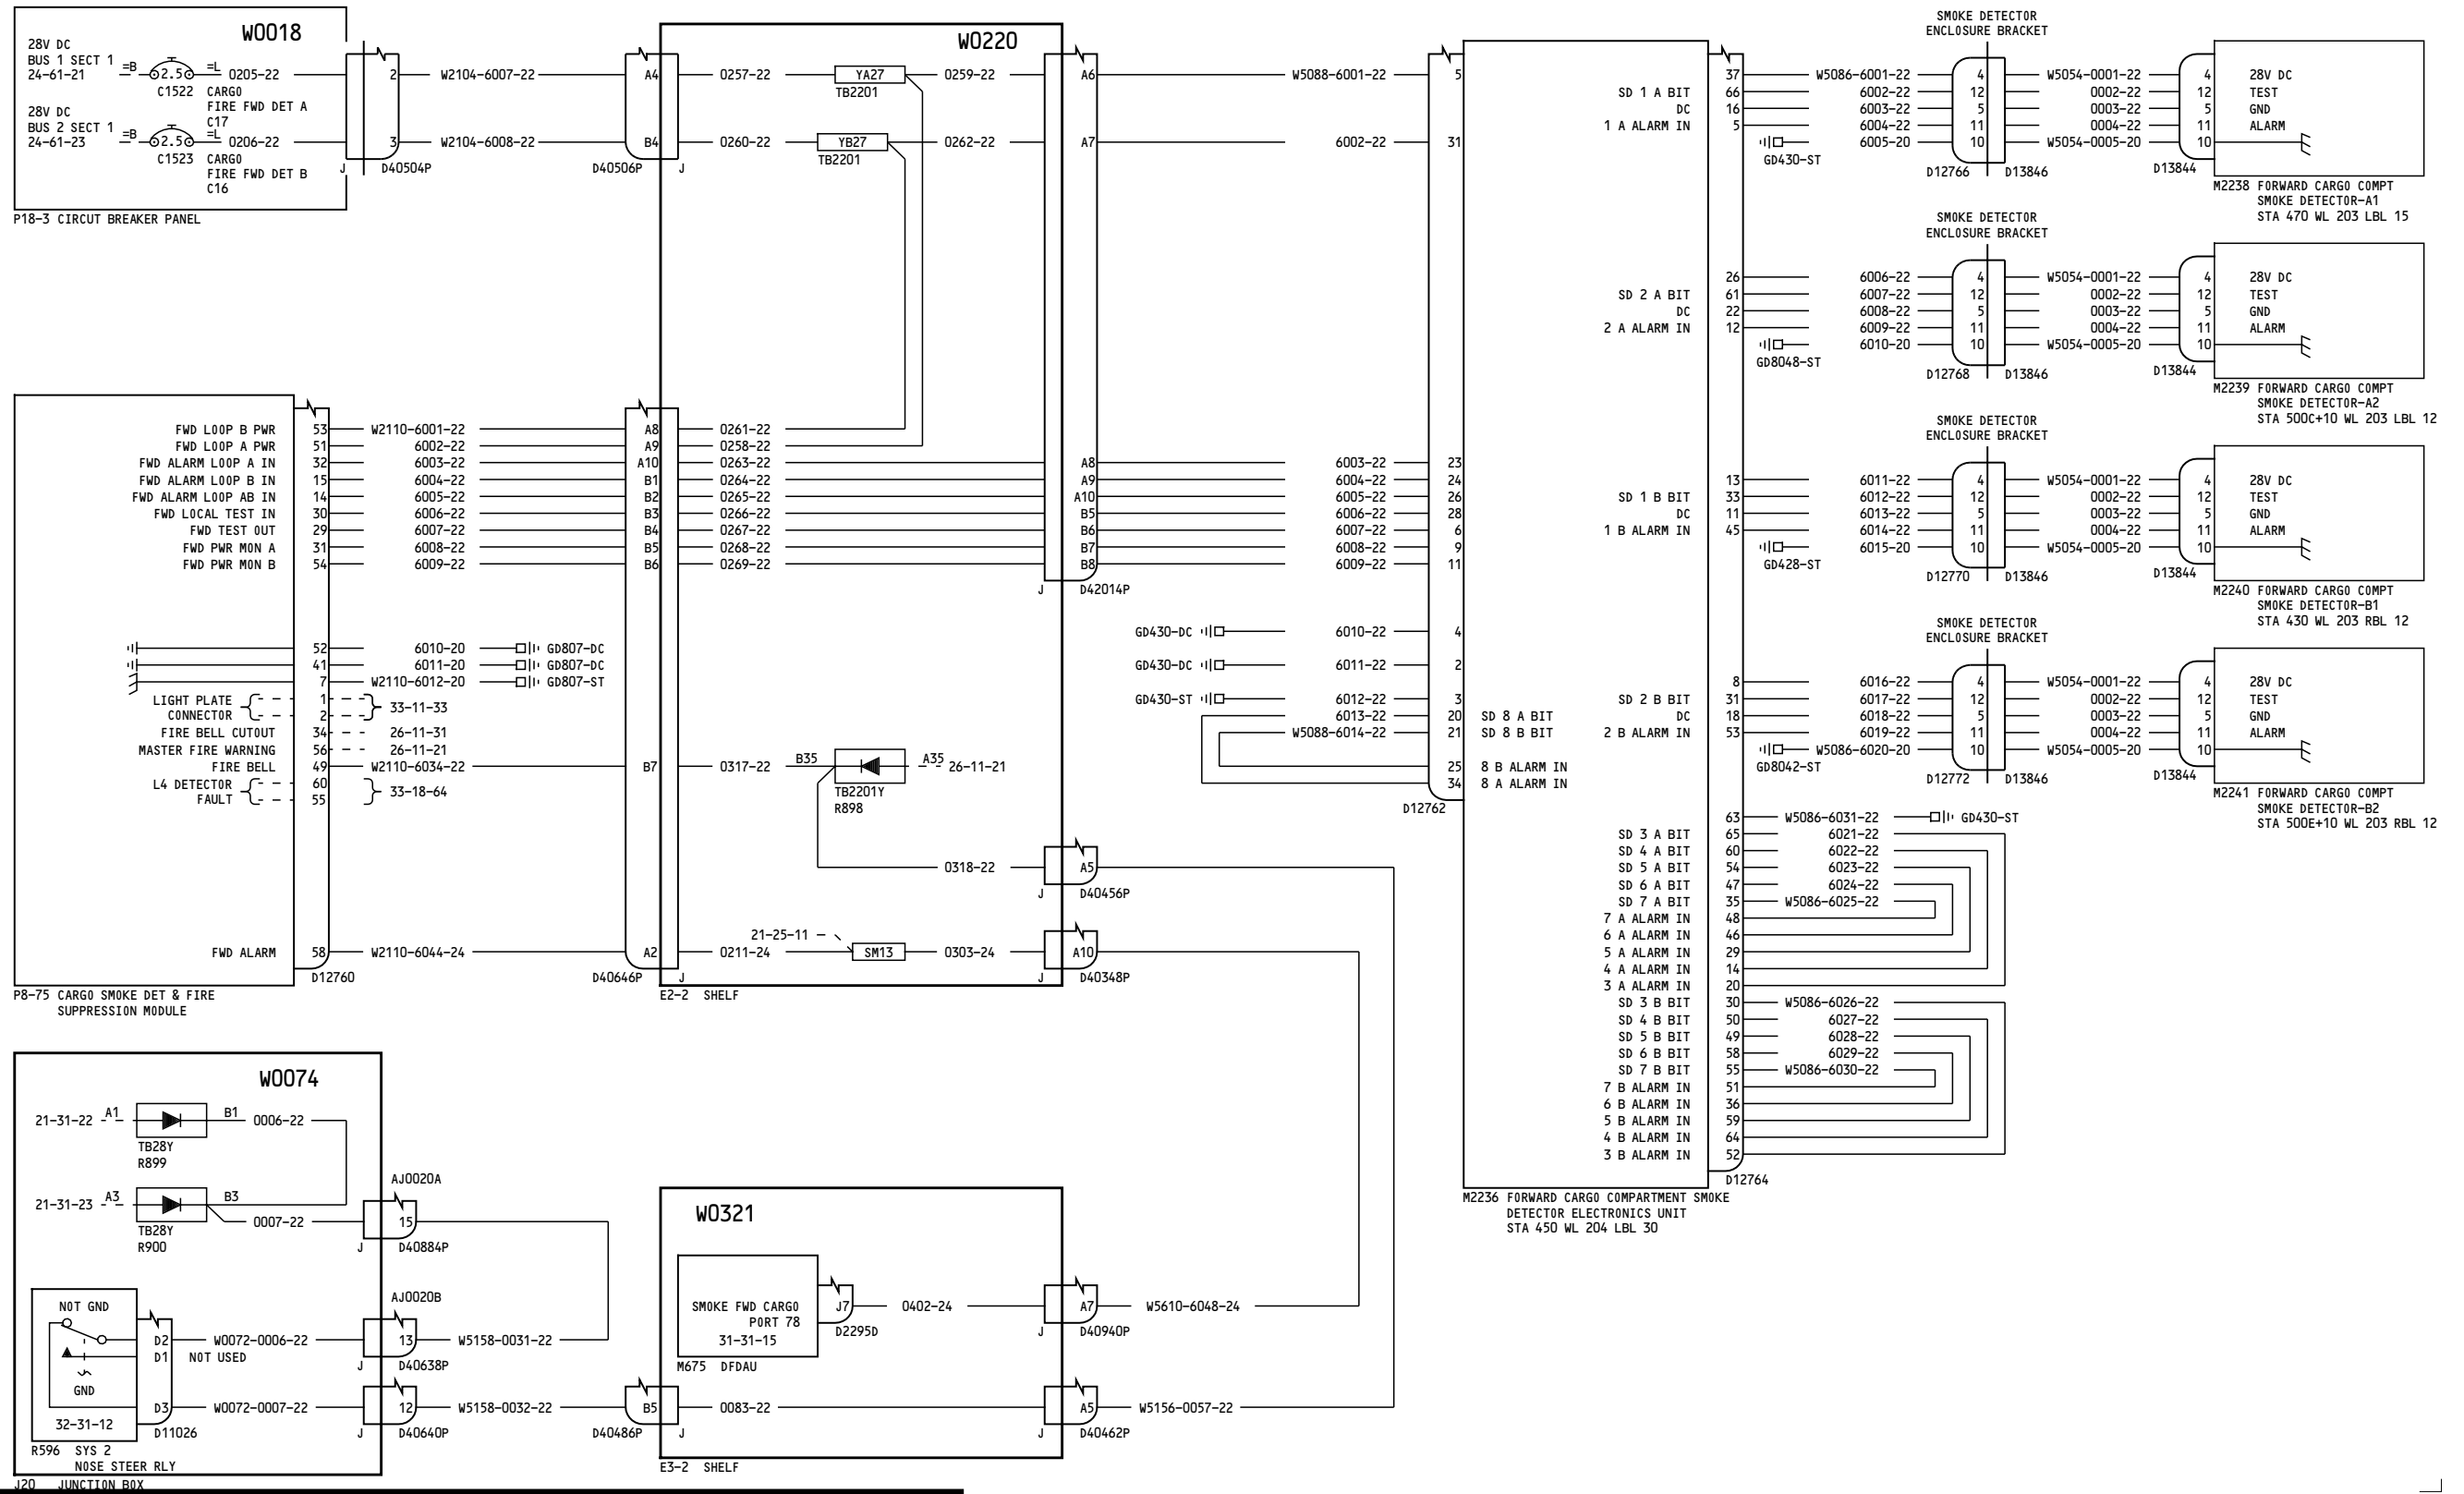 W0018
28V DC
BUS 1 SECT 1
24-61-21
=B
2.5
=L
0205-22
C1522
CARGO
FIRE FWD DET A
C17
28V DC
BUS 2 SECT 1
24-61-23
=B
2.5
=L
0206-22
C1523
CARGO
FIRE FWD DET B
C16
P18-3 CIRCUT BREAKER PANEL
2 W2104-6007-22 A4
3 W2104-6008-22 B4
J D40504P
D40506P J
W0220
0257-22 YA27 0259-22 A6
TB2201
0260-22 YB27 0262-22 A7
TB2201
W5088-6001-22 5
6002-22 31
FWD LOOP B PWR 53 W2110-6001-22 A8 0261-22
FWD LOOP A PWR 51 6002-22 A9 0258-22
FWD ALARM LOOP A IN 32 6003-22 A10 0263-22 A8 6003-22 23
FWD ALARM LOOP B IN 15 6004-22 B1 0264-22 A9 6004-22 24
FWD ALARM LOOP AB IN 14 6005-22 B2 0265-22 A10 6005-22 26
FWD LOCAL TEST IN 30 6006-22 B3 0266-22 B5 6006-22 28
FWD TEST OUT 29 6007-22 B4 0267-22 B6 6007-22 6
FWD PWR MON A 31 6008-22 B5 0268-22 B7 6008-22 9
FWD PWR MON B 54 6009-22 B6 0269-22 B8 6009-22 11
J D42014P
52 6010-20 GD807-DC
41 6011-20 GD807-DC
7 W2110-6012-20 GD807-ST
LIGHT PLATE 1
CONNECTOR 2
33-11-33
FIRE BELL CUTOUT 34 26-11-31
MASTER FIRE WARNING 56 26-11-21
FIRE BELL 49 W2110-6034-22 B7 0317-22 B35 A35 26-11-21
L4 DETECTOR 60
FAULT 55
33-18-64
TB2201Y
R898
0318-22 A5
J D40456P
21-25-11
FWD ALARM 58 W2110-6044-24 A2 0211-24 SM13 0303-24 A10
D12760
D40646P J
J D40348P
P8-75 CARGO SMOKE DET & FIRE
SUPPRESSION MODULE
E2-2 SHELF
GD430-DC 6010-22 4
GD430-DC 6011-22 2
GD430-ST 6012-22 3
6013-22 20 SD 8 A BIT
W5088-6014-22 21 SD 8 B BIT
25 8 B ALARM IN
34 8 A ALARM IN
D12762
SMOKE DETECTOR
ENCLOSURE BRACKET
37 W5086-6001-22 4 W5054-0001-22 4 28V DC
SD 1 A BIT 66 6002-22 12 0002-22 12 TEST
DC 16 6003-22 5 0003-22 5 GND
1 A ALARM IN 5 6004-22 11 0004-22 11 ALARM
6005-20 10 W5054-0005-20 10
GD430-ST
D12766 D13846 D13844
M2238 FORWARD CARGO COMPT
SMOKE DETECTOR-A1
STA 470 WL 203 LBL 15
SMOKE DETECTOR
ENCLOSURE BRACKET
26 6006-22 4 W5054-0001-22 4 28V DC
SD 2 A BIT 61 6007-22 12 0002-22 12 TEST
DC 22 6008-22 5 0003-22 5 GND
2 A ALARM IN 12 6009-22 11 0004-22 11 ALARM
6010-20 10 W5054-0005-20 10
GD8048-ST
D12768 D13846 D13844
M2239 FORWARD CARGO COMPT
SMOKE DETECTOR-A2
STA 500C+10 WL 203 LBL 12
SMOKE DETECTOR
ENCLOSURE BRACKET
13 6011-22 4 W5054-0001-22 4 28V DC
SD 1 B BIT 33 6012-22 12 0002-22 12 TEST
DC 11 6013-22 5 0003-22 5 GND
1 B ALARM IN 45 6014-22 11 0004-22 11 ALARM
6015-20 10 W5054-0005-20 10
GD428-ST
D12770 D13846 D13844
M2240 FORWARD CARGO COMPT
SMOKE DETECTOR-B1
STA 430 WL 203 RBL 12
SMOKE DETECTOR
ENCLOSURE BRACKET
8 6016-22 4 W5054-0001-22 4 28V DC
SD 2 B BIT 31 6017-22 12 0002-22 12 TEST
DC 18 6018-22 5 0003-22 5 GND
2 B ALARM IN 53 6019-22 11 0004-22 11 ALARM
W5086-6020-20 10 W5054-0005-20 10
GD8042-ST
D12772 D13846 D13844
M2241 FORWARD CARGO COMPT
SMOKE DETECTOR-B2
STA 500E+10 WL 203 RBL 12
63 W5086-6031-22 GD430-ST
SD 3 A BIT 65 6021-22
SD 4 A BIT 60 6022-22
SD 5 A BIT 54 6023-22
SD 6 A BIT 47 6024-22
SD 7 A BIT 35 W5086-6025-22
7 A ALARM IN 48
6 A ALARM IN 46
5 A ALARM IN 29
4 A ALARM IN 14
3 A ALARM IN 20
SD 3 B BIT 30 W5086-6026-22
SD 4 B BIT 50 6027-22
SD 5 B BIT 49 6028-22
SD 6 B BIT 58 6029-22
SD 7 B BIT 55 W5086-6030-22
7 B ALARM IN 51
6 B ALARM IN 36
5 B ALARM IN 59
4 B ALARM IN 64
3 B ALARM IN 52
D12764
M2236 FORWARD CARGO COMPARTMENT SMOKE
DETECTOR ELECTRONICS UNIT
STA 450 WL 204 LBL 30
W0074
21-31-22 A1 B1 0006-22
TB28Y
R899
21-31-23 A3 B3
0007-22
TB28Y
R900
AJ0020A
15
J D40884P
AJ0020B
NOT GND
D2 W0072-0006-22 13 W5158-0031-22
D1 NOT USED
J D40638P
GND
D3 W0072-0007-22 12 W5158-0032-22 B5 0083-22 A5 W5156-0057-22
32-31-12
D11026
J D40640P
D40486P J
J D40462P
R596 SYS 2
NOSE STEER RLY
J20 JUNCTION BOX
W0321
SMOKE FWD CARGO
PORT 78
31-31-15
J7 0402-24 A7 W5610-6048-24
D2295D
J D40940P
M675 DFDAU
E3-2 SHELF